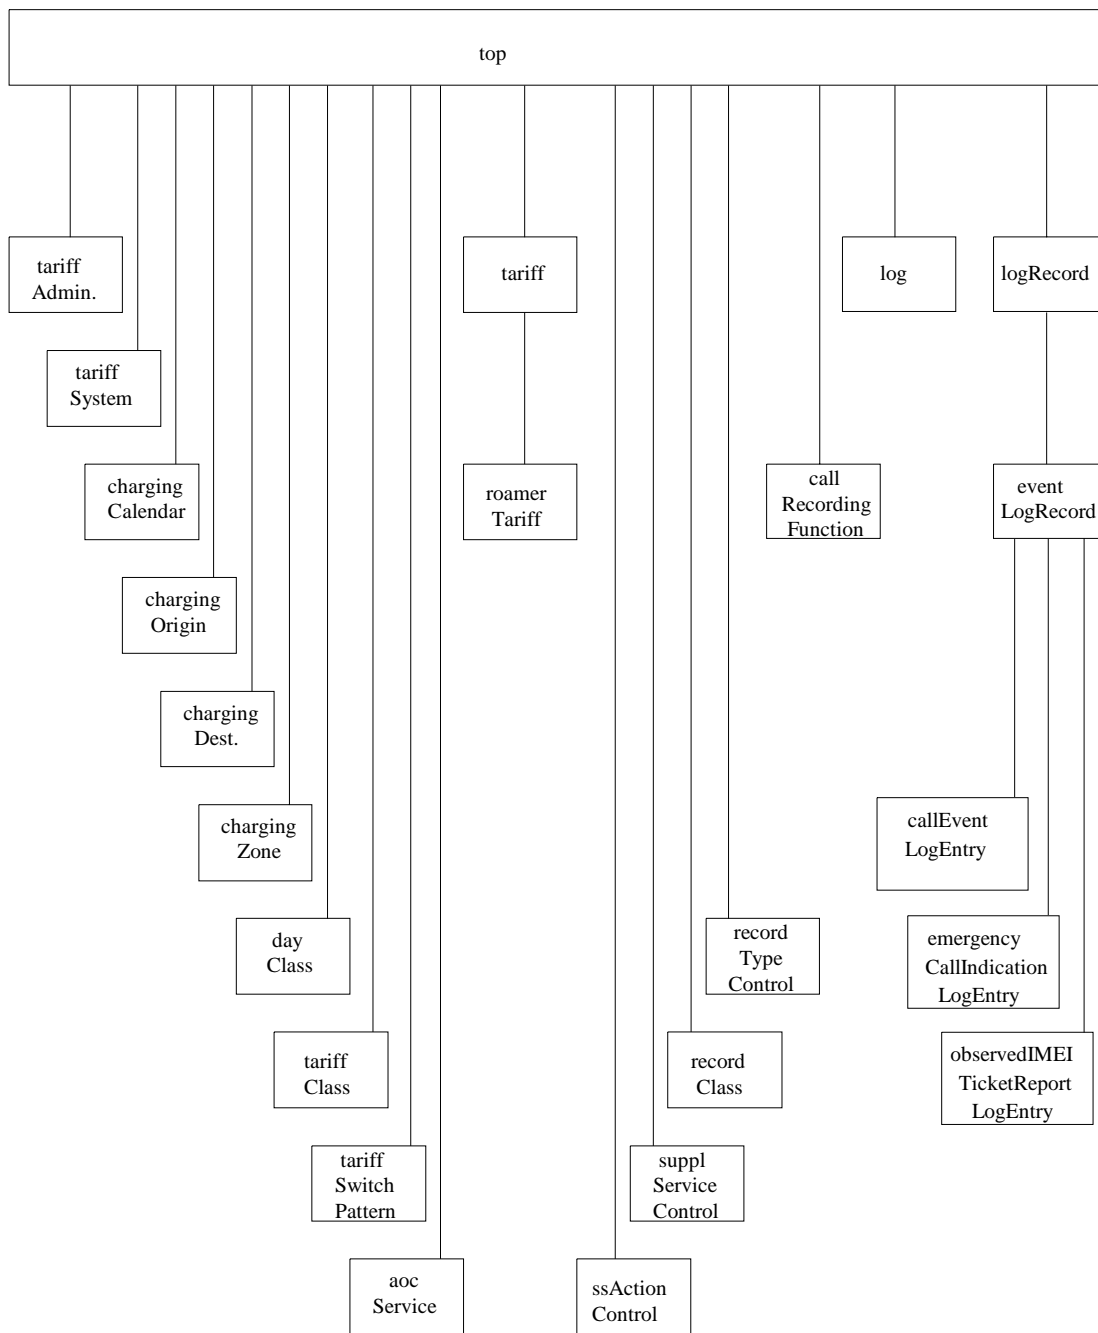 top
tariff
Admin.
tariff
log
logRecord
tariff
System
charging
Calendar
roamer
Tariff
call
Recording
Function
event
LogRecord
charging
Origin
charging
Dest.
charging
Zone
callEvent
LogEntry
day
Class
record
Type
Control
emergency
CallIndication
LogEntry
tariff
Class
record
Class
observedIMEI
TicketReport
LogEntry
tariff
Switch
Pattern
suppl
Service
Control
aoc
Service
ssAction
Control